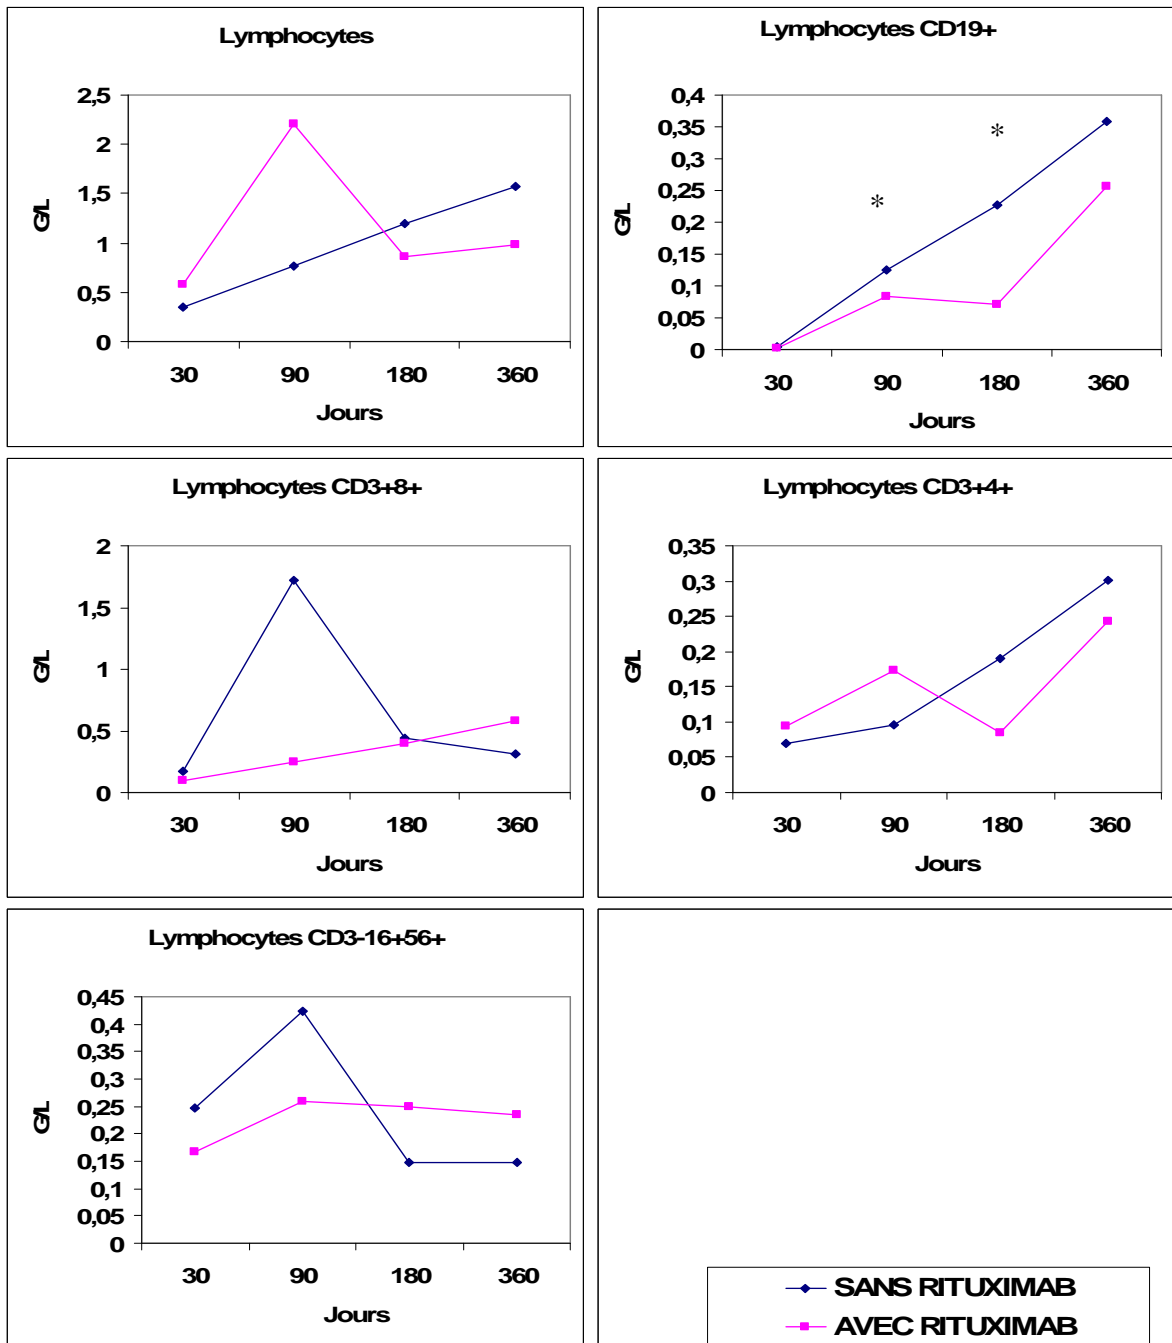 Lymphocytes
2,5
2
1,5
1
0,5
0
G/L
30 90 180 360
Jours
Lymphocytes CD19+
0,4
0,35
0,3
0,25
0,2
0,15
0,1
0,05
0
G/L
*
*
30 90 180 360
Jours
Lymphocytes CD3+8+
2
1,5
1
0,5
0
G/L
30 90 180 360
Jours
Lymphocytes CD3+4+
0,35
0,3
0,25
0,2
0,15
0,1
0,05
0
G/L
30 90 180 360
Jours
Lymphocytes CD3-16+56+
0,45
0,4
0,35
0,3
0,25
0,2
0,15
0,1
0,05
0
G/L
30 90 180 360
Jours
SANS RITUXIMAB
AVEC RITUXIMAB